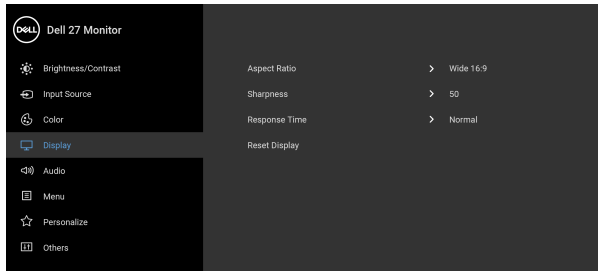 DELL Dell 27 Monitor
Brightness/Contrast
Input Source
Color
Display
Audio
Menu
Personalize
Others
Aspect Ratio > Wide 16:9
Sharpness > 50
Response Time > Normal
Reset Display